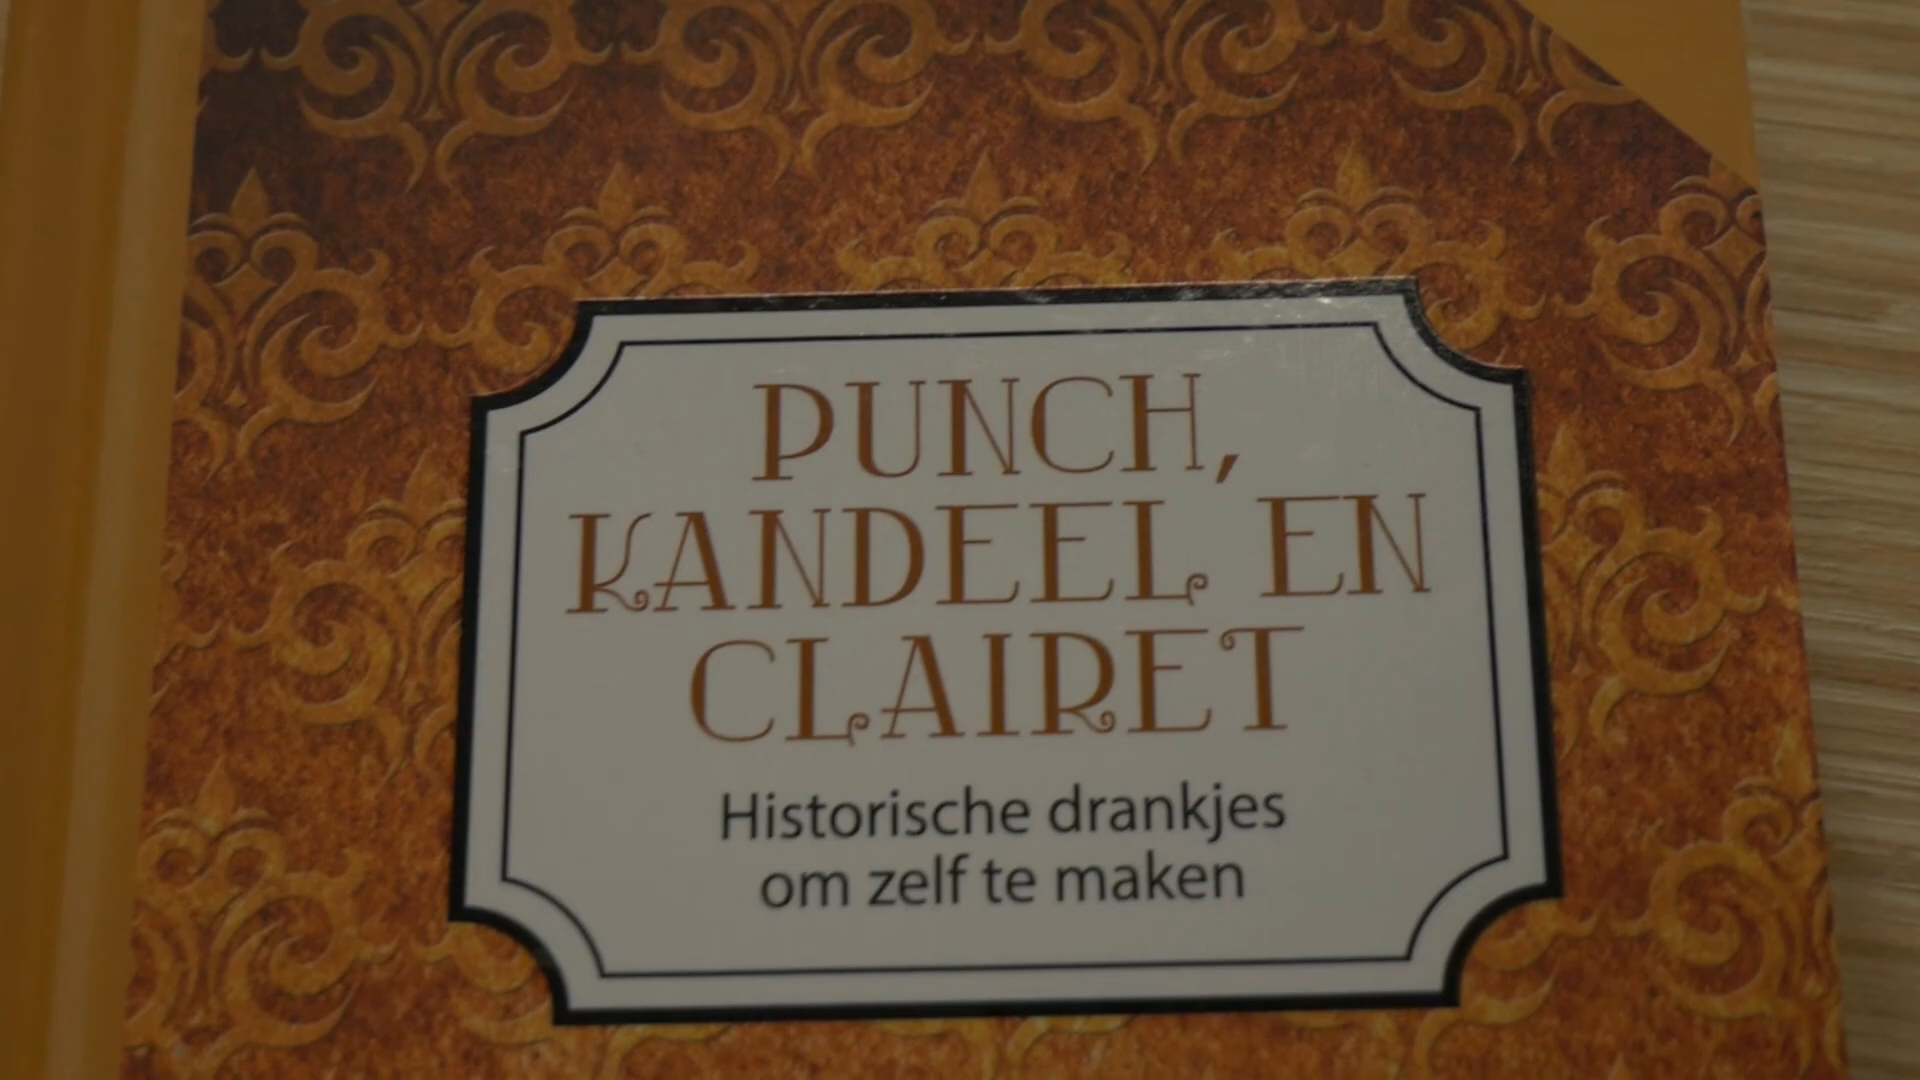 PUNCH,
KANDEEL EN
CLAIRET
Historische drankjes
om zelf te maken